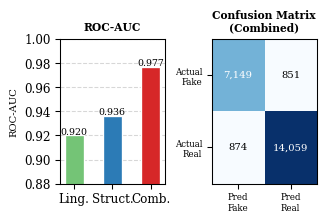 ROC-AUC
1.00
0.98
0.96
0.94
0.92
0.90
0.88
ROC-AUC
0.920
0.936
0.977
Ling. Struct. Comb.
Confusion Matrix
(Combined)
Actual
Fake
7,149 851
Actual
Real
874 14,059
Pred
Fake
Pred
Real